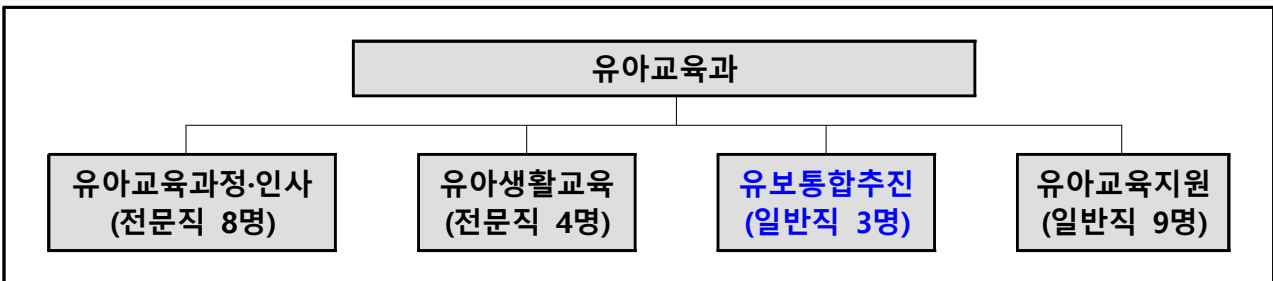 유아교육과
유아교육과정·인사
(전문직 8명)
유아생활교육
(전문직 4명)
유보통합추진
(일반직 3명)
유아교육지원
(일반직 9명)